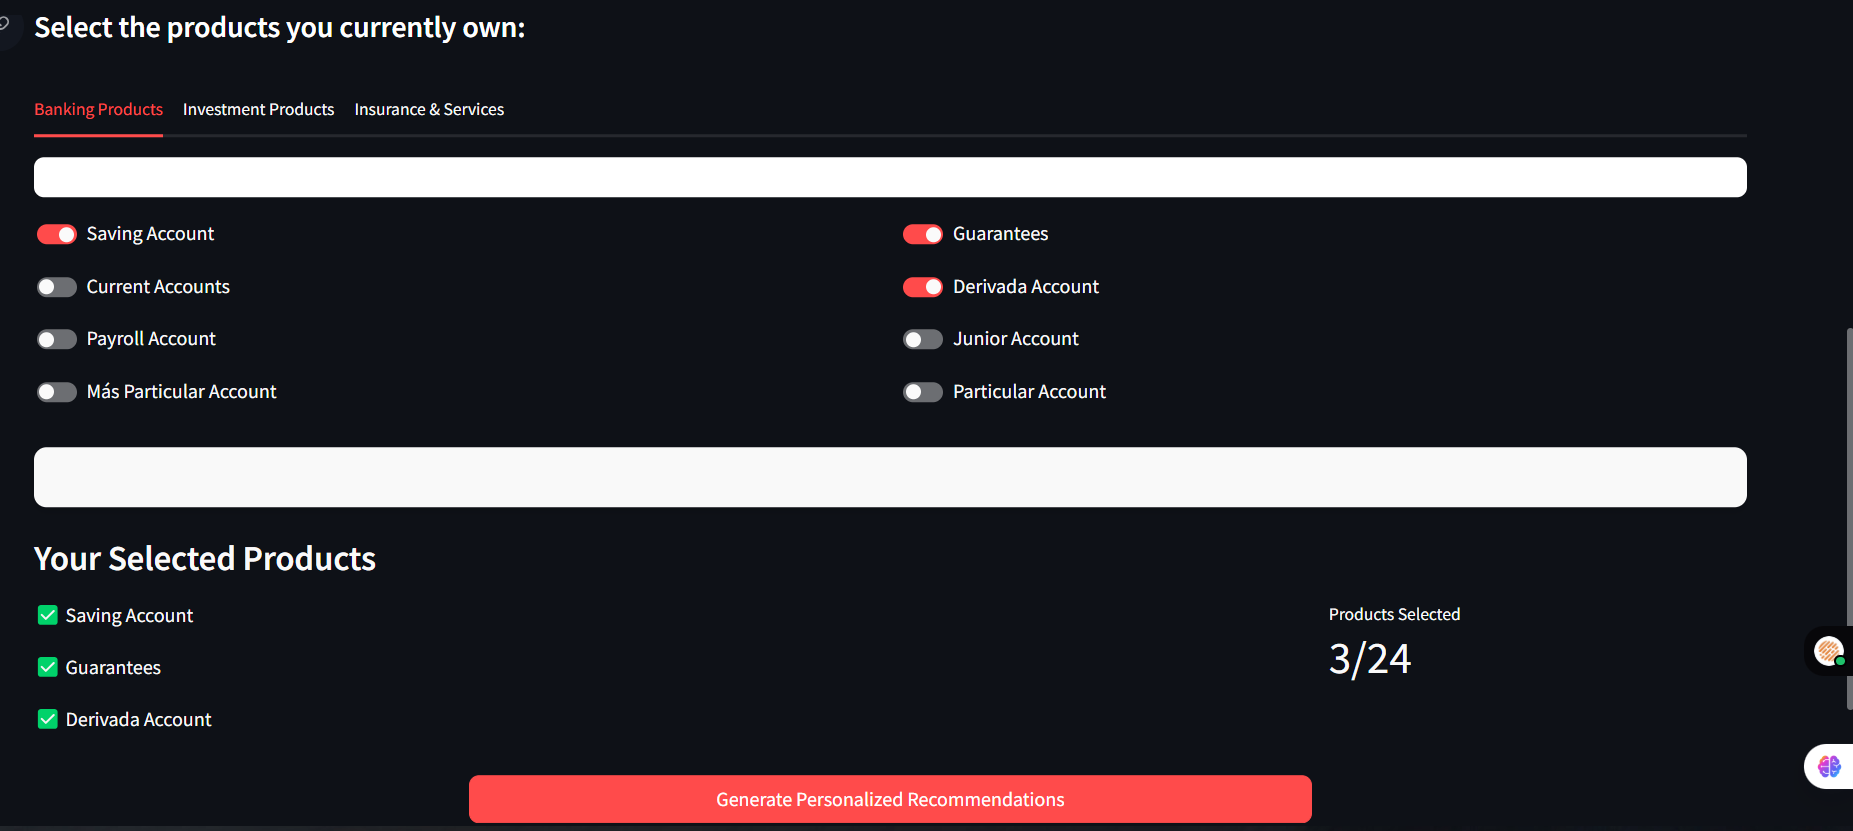 Select the products you currently own:
Banking Products Investment Products Insurance & Services
Saving Account
Current Accounts
Payroll Account
Más Particular Account
Guarantees
Derivada Account
Junior Account
Particular Account
Your Selected Products
Saving Account
Guarantees
Derivada Account
Products Selected
3/24
Generate Personalized Recommendations